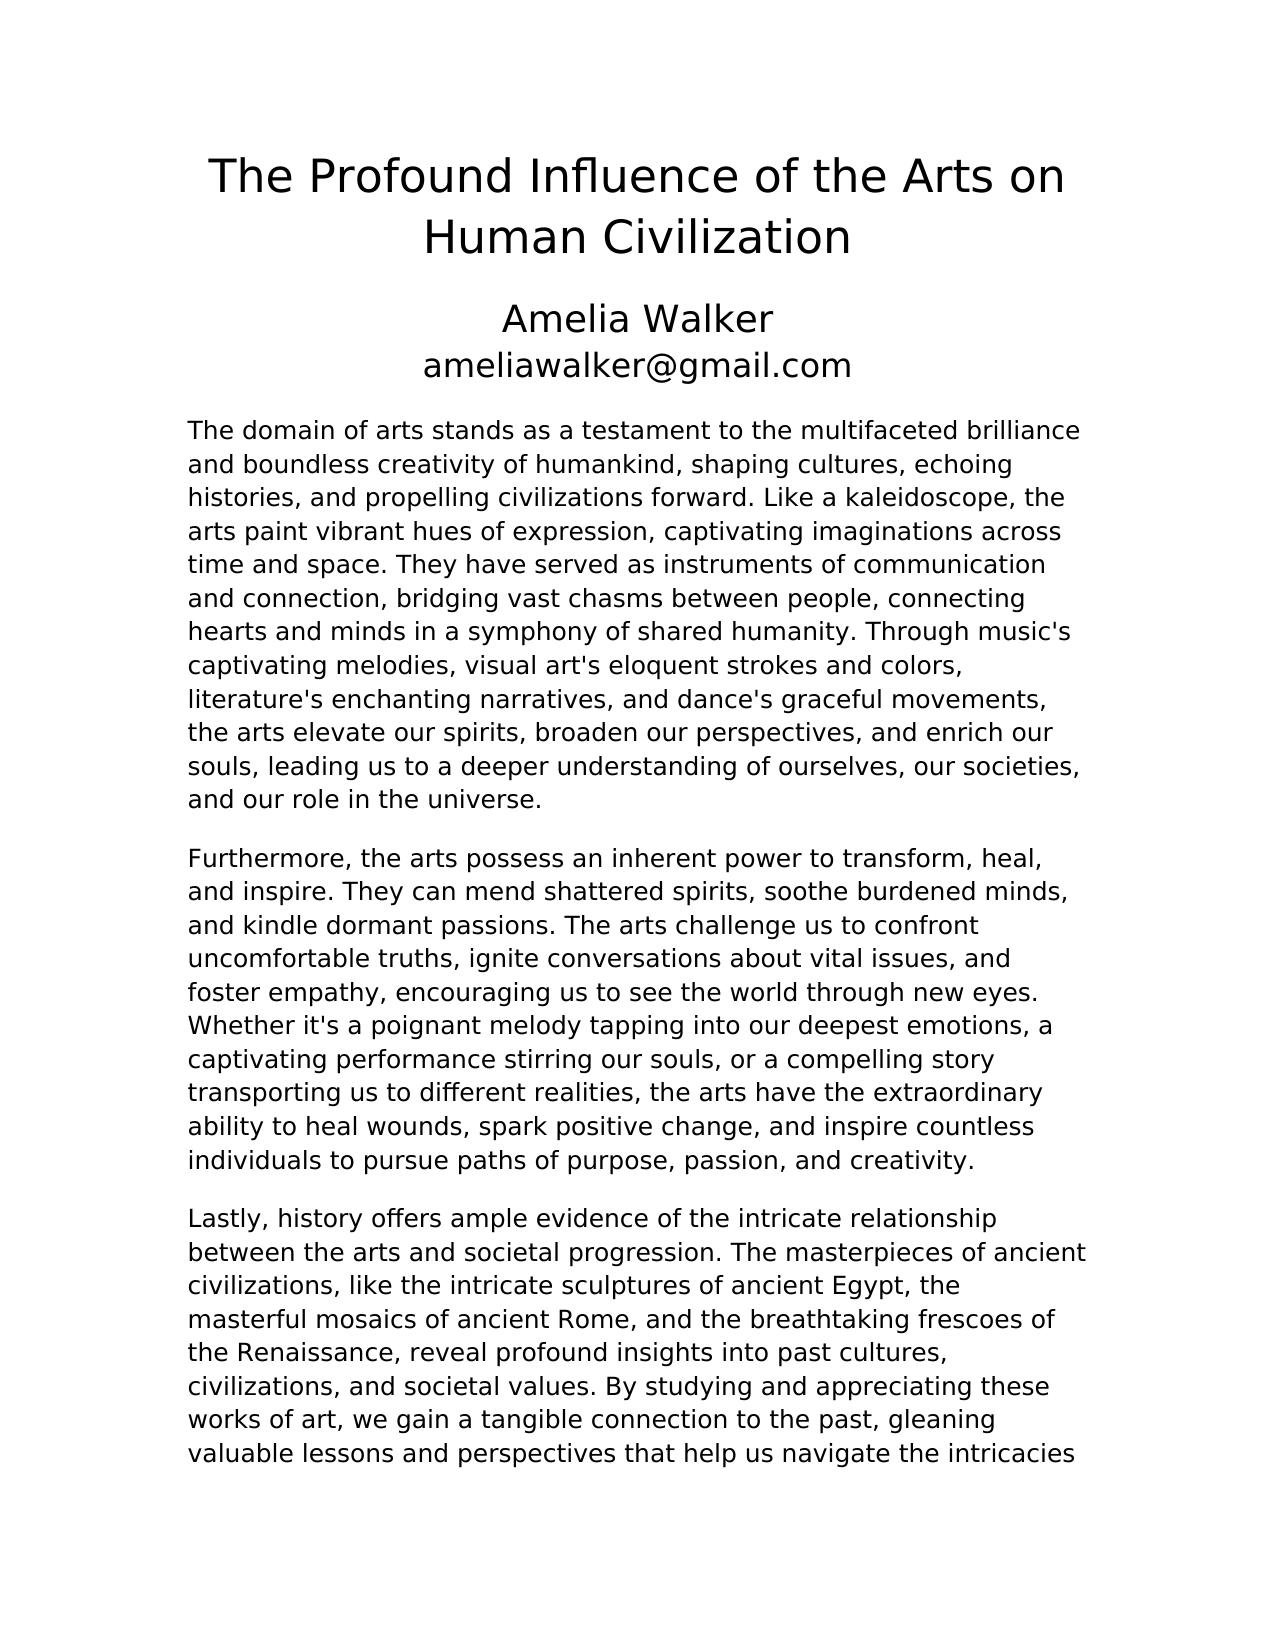 The Profound Influence of the Arts on
Human Civilization
Amelia Walker
ameliawalker@gmail.com
The domain of arts stands as a testament to the multifaceted brilliance
and boundless creativity of humankind, shaping cultures, echoing
histories, and propelling civilizations forward. Like a kaleidoscope, the
arts paint vibrant hues of expression, captivating imaginations across
time and space. They have served as instruments of communication
and connection, bridging vast chasms between people, connecting
hearts and minds in a symphony of shared humanity. Through music's
captivating melodies, visual art's eloquent strokes and colors,
literature's enchanting narratives, and dance's graceful movements,
the arts elevate our spirits, broaden our perspectives, and enrich our
souls, leading us to a deeper understanding of ourselves, our societies,
and our role in the universe.
Furthermore, the arts possess an inherent power to transform, heal,
and inspire. They can mend shattered spirits, soothe burdened minds,
and kindle dormant passions. The arts challenge us to confront
uncomfortable truths, ignite conversations about vital issues, and
foster empathy, encouraging us to see the world through new eyes.
Whether it's a poignant melody tapping into our deepest emotions, a
captivating performance stirring our souls, or a compelling story
transporting us to different realities, the arts have the extraordinary
ability to heal wounds, spark positive change, and inspire countless
individuals to pursue paths of purpose, passion, and creativity.
Lastly, history offers ample evidence of the intricate relationship
between the arts and societal progression. The masterpieces of ancient
civilizations, like the intricate sculptures of ancient Egypt, the
masterful mosaics of ancient Rome, and the breathtaking frescoes of
the Renaissance, reveal profound insights into past cultures,
civilizations, and societal values. By studying and appreciating these
works of art, we gain a tangible connection to the past, gleaning
valuable lessons and perspectives that help us navigate the intricacies